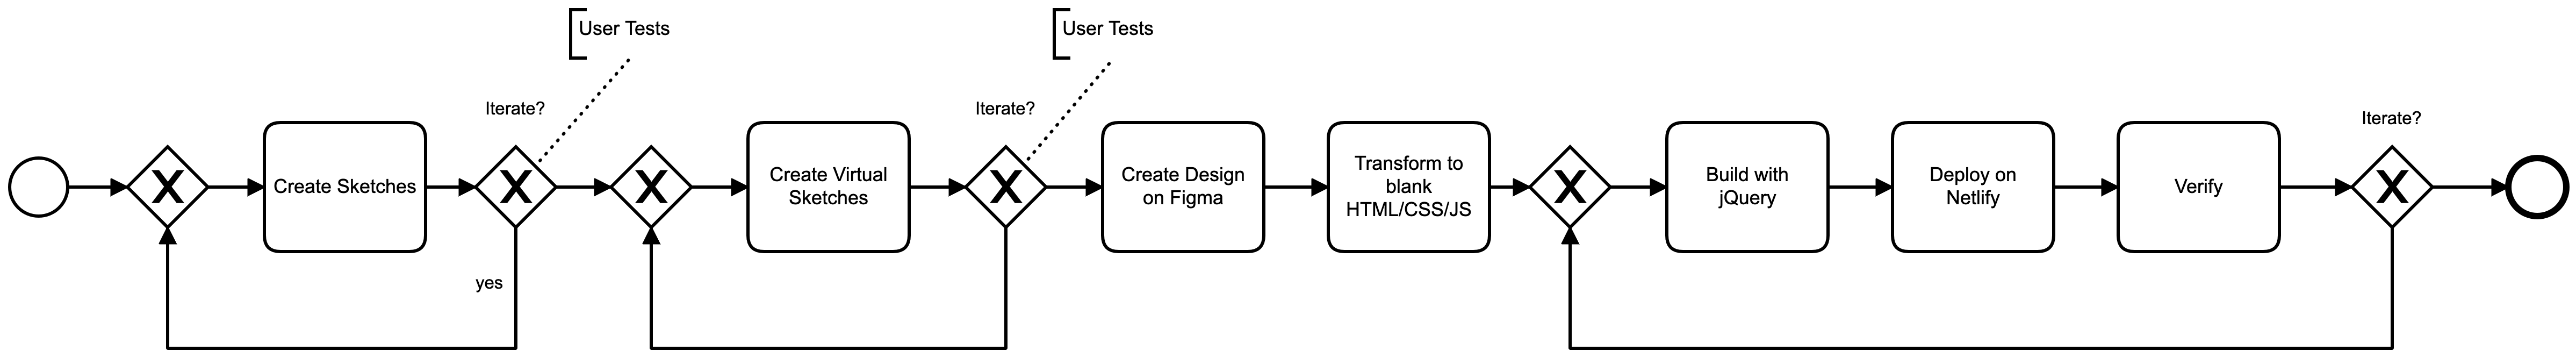 User Tests
User Tests
Iterate?
Iterate?
Iterate?
Create Sketches
Create Virtual
Sketches
Create Design
on Figma
Transform to
blank
HTML/CSS/JS
Build with
jQuery
Deploy on
Netlify
Verify
yes